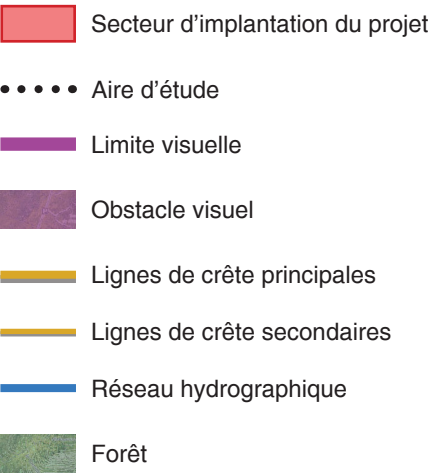 Secteur d’implantation du projet
Aire d’étude
Limite visuelle
Obstacle visuel
Lignes de crête principales
Lignes de crête secondaires
Réseau hydrographique
Forêt